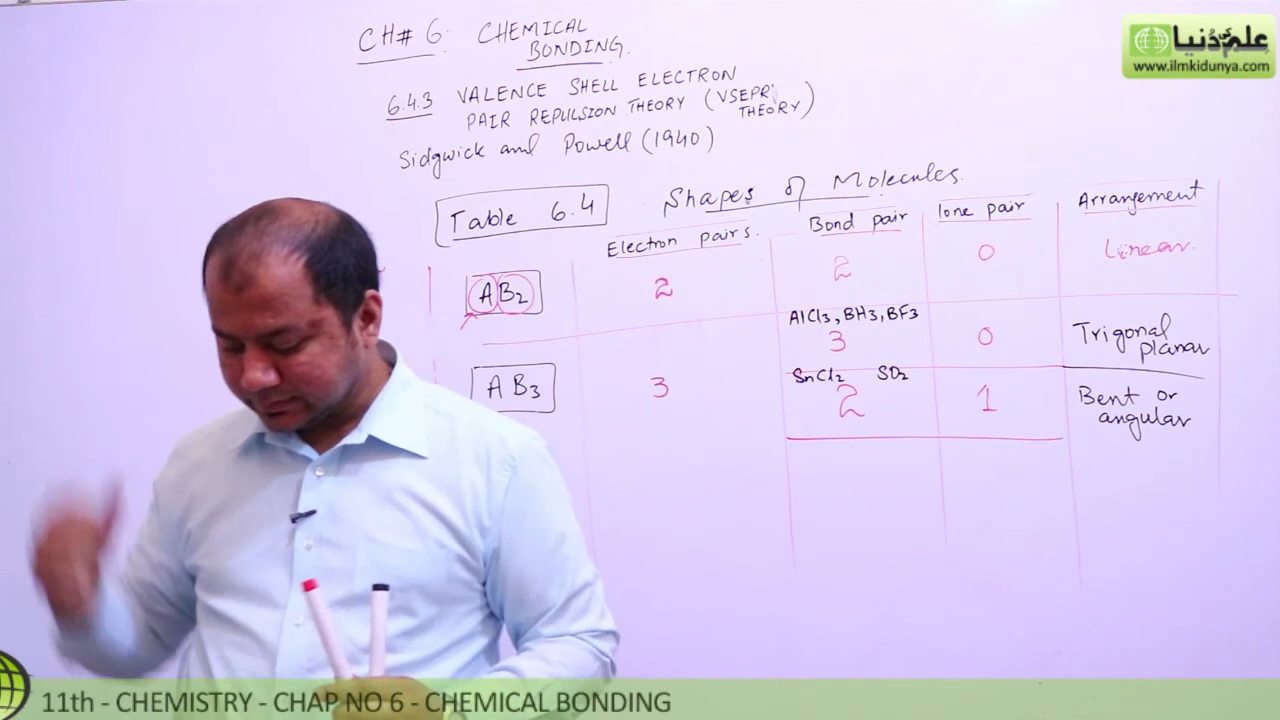 CH# 6: CHEMICAL
BONDING.
6.4.3 VALENCE SHELL ELECTRON
PAIR REPULSION THEORY (VSEPR
THEORY)
Sidgwick and Powell (1940)
Table 6.4
Shapes of Molecules.
Electron pairs.
Bond pair
lone pair
Arrangement
AB2
2
2
0
Linear.
AB3
3
AlCl3, BH3, BF3
3
0
Trigonal
planar
SnCl2 SO2
2
1
Bent or
angular
علم کی دُنیا
www.ilmkidunya.com
11th - CHEMISTRY - CHAP NO 6 - CHEMICAL BONDING